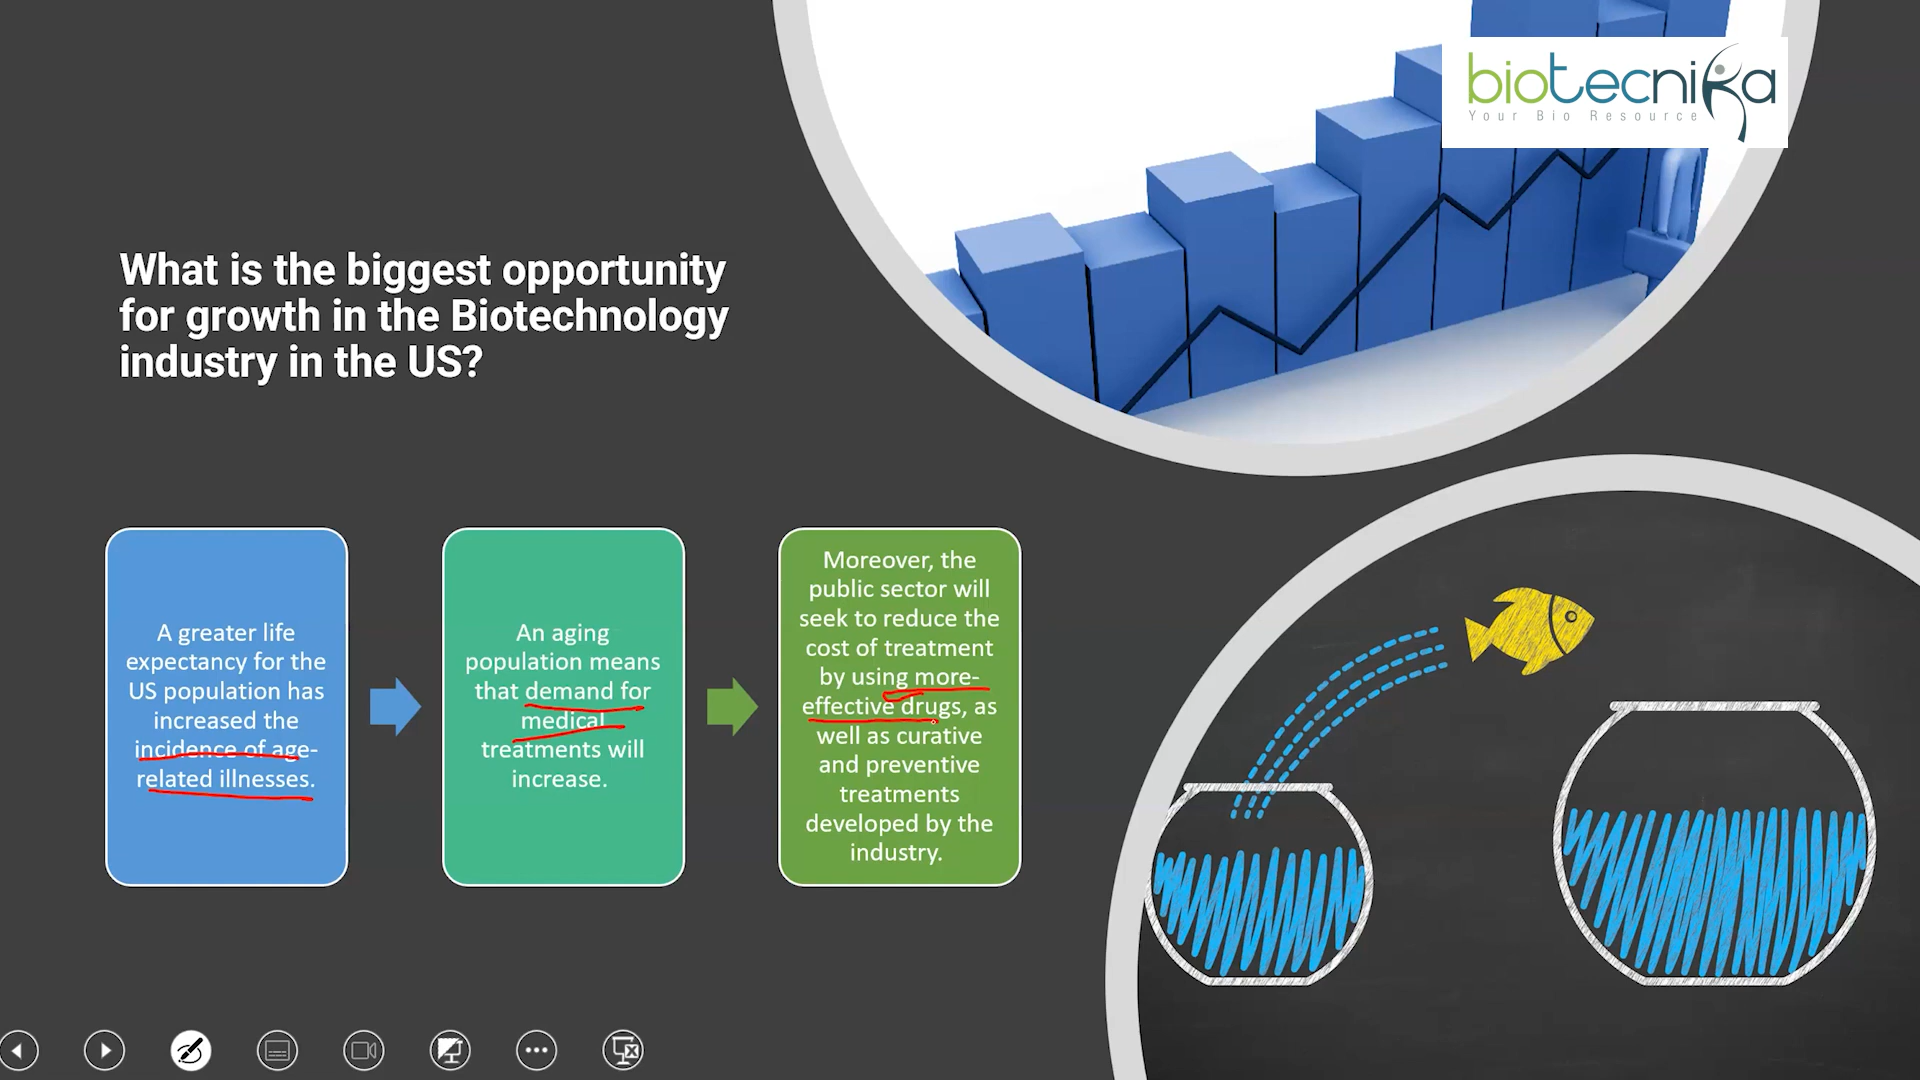 biotecnika
Your Bio Resource
What is the biggest opportunity
for growth in the Biotechnology
industry in the US?
A greater life
expectancy for the
US population has
increased the
incidence of age-
related illnesses.
An aging
population means
that demand for
medical
treatments will
increase.
Moreover, the
public sector will
seek to reduce the
cost of treatment
by using more-
effective drugs, as
well as curative
and preventive
treatments
developed by the
industry.